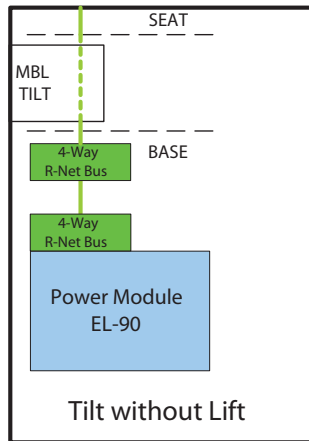 SEAT
MBL
TILT
BASE
4-Way
R-Net Bus
4-Way
R-Net Bus
Power Module
EL-90
Tilt without Lift